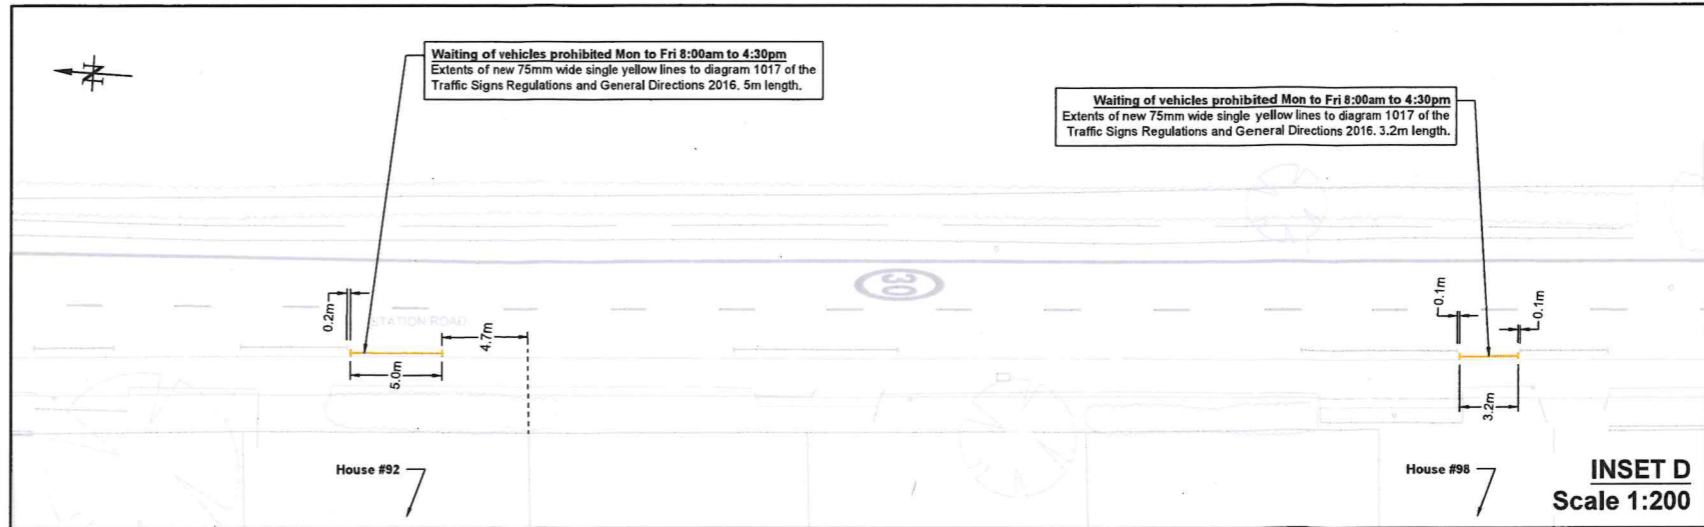 N
Waiting of vehicles prohibited Mon to Fri 8:00am to 4:30pm
Extents of new 75mm wide single yellow lines to diagram 1017 of the
Traffic Signs Regulations and General Directions 2016. 5m length.
Waiting of vehicles prohibited Mon to Fri 8:00am to 4:30pm
Extents of new 75mm wide single yellow lines to diagram 1017 of the
Traffic Signs Regulations and General Directions 2016. 3.2m length.
30
0.2m
STATION ROAD
4.7m
5.0m
0.1m
0.1m
3.2m
House #92
House #98
INSET D
Scale 1:200